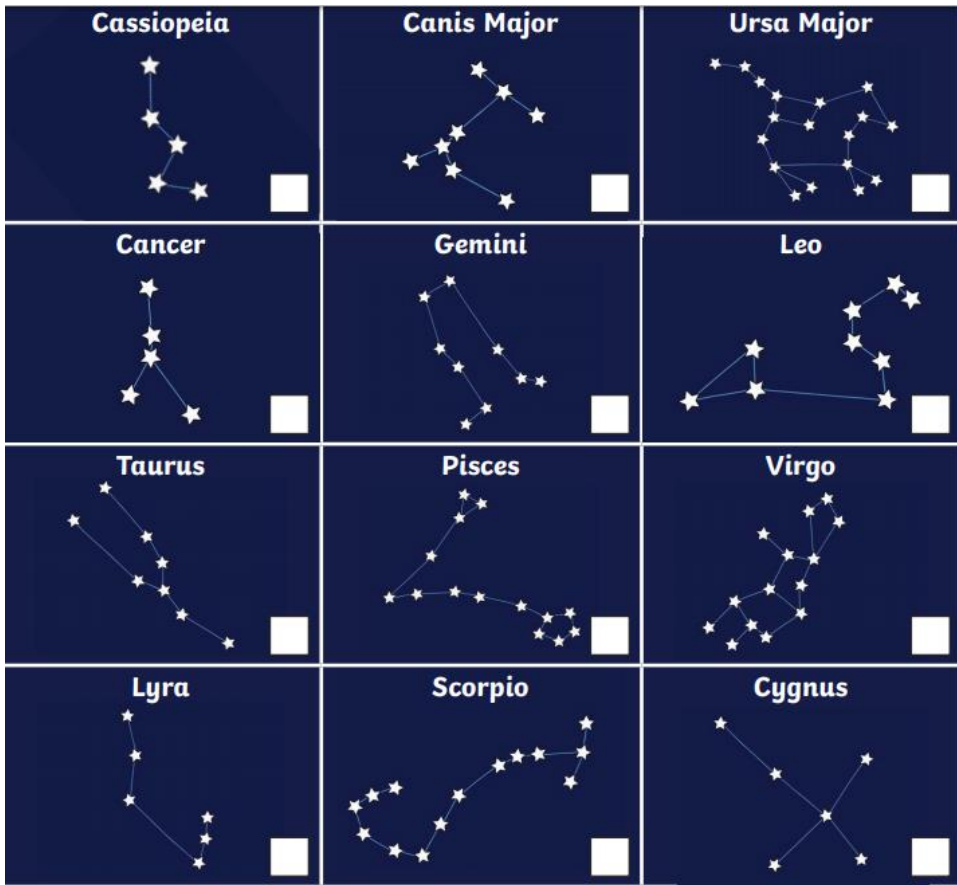 Cassiopeia
Canis Major
Ursa Major
Cancer
Gemini
Leo
Taurus
Pisces
Virgo
Lyra
Scorpio
Cygnus